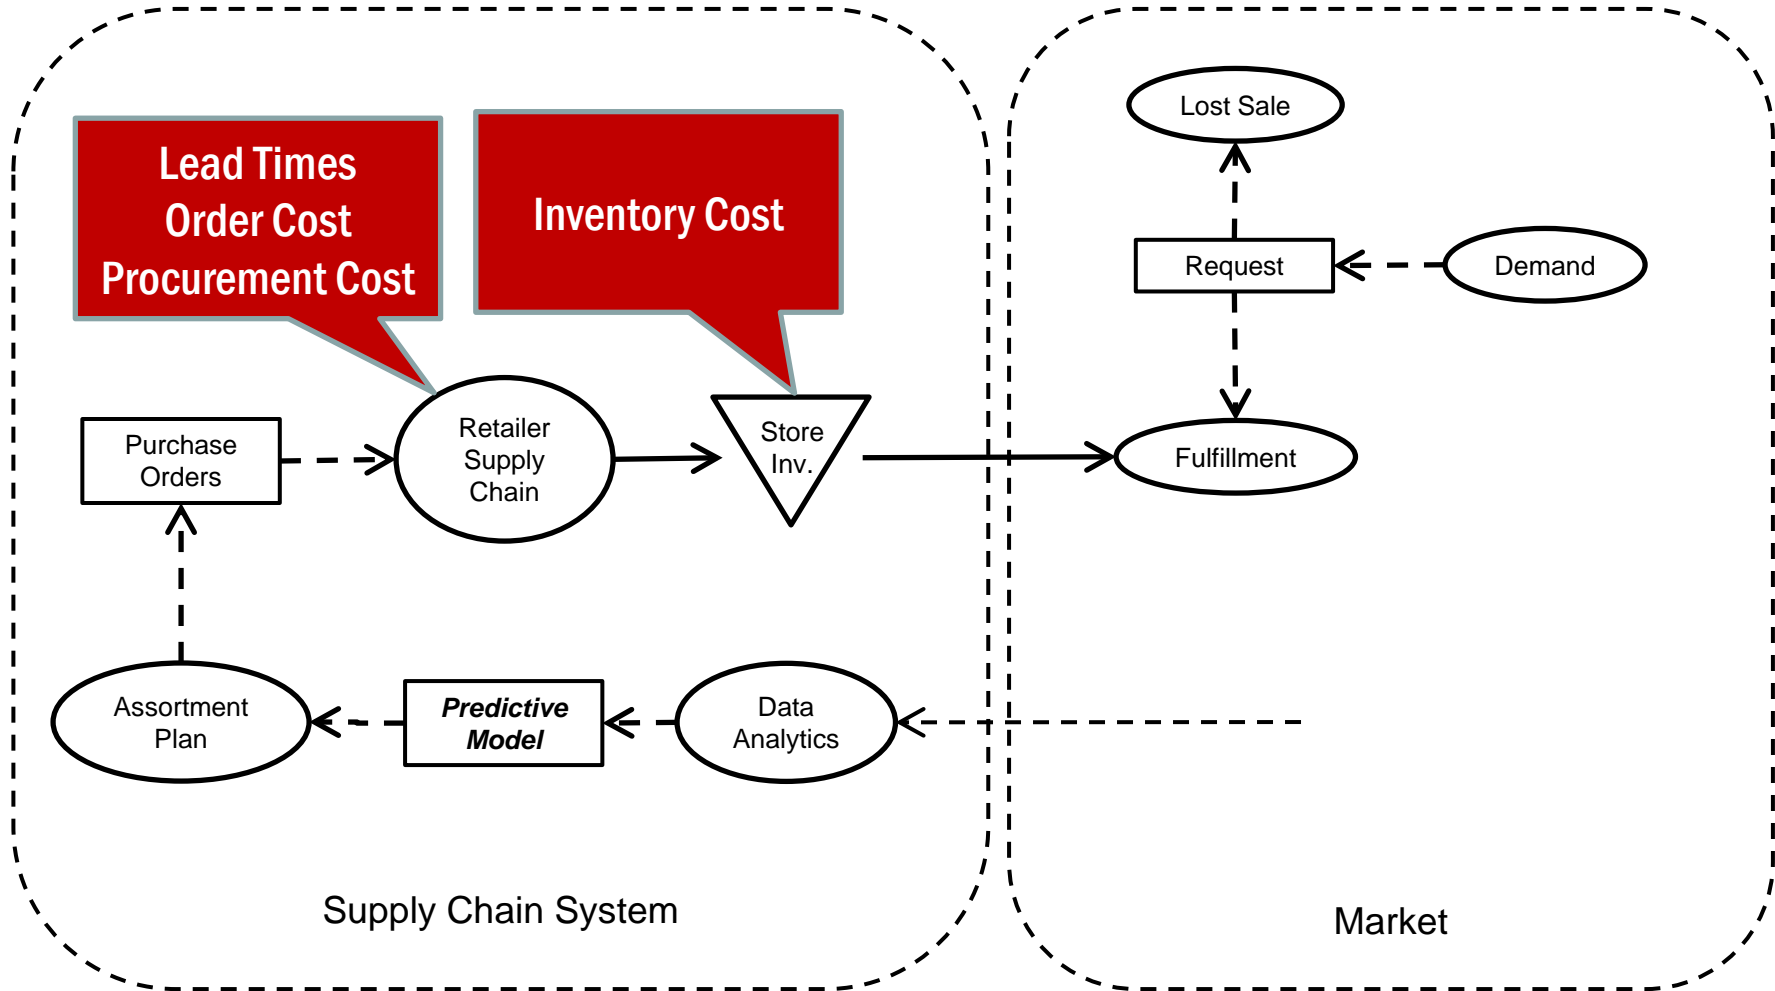 Lead Times
Order Cost
Procurement Cost
Inventory Cost
Lost Sale
Request
Demand
Purchase
Orders
Retailer
Supply
Chain
Store
Inv.
Fulfillment
Assortment
Plan
Predictive
Model
Data
Analytics
Supply Chain System
Market